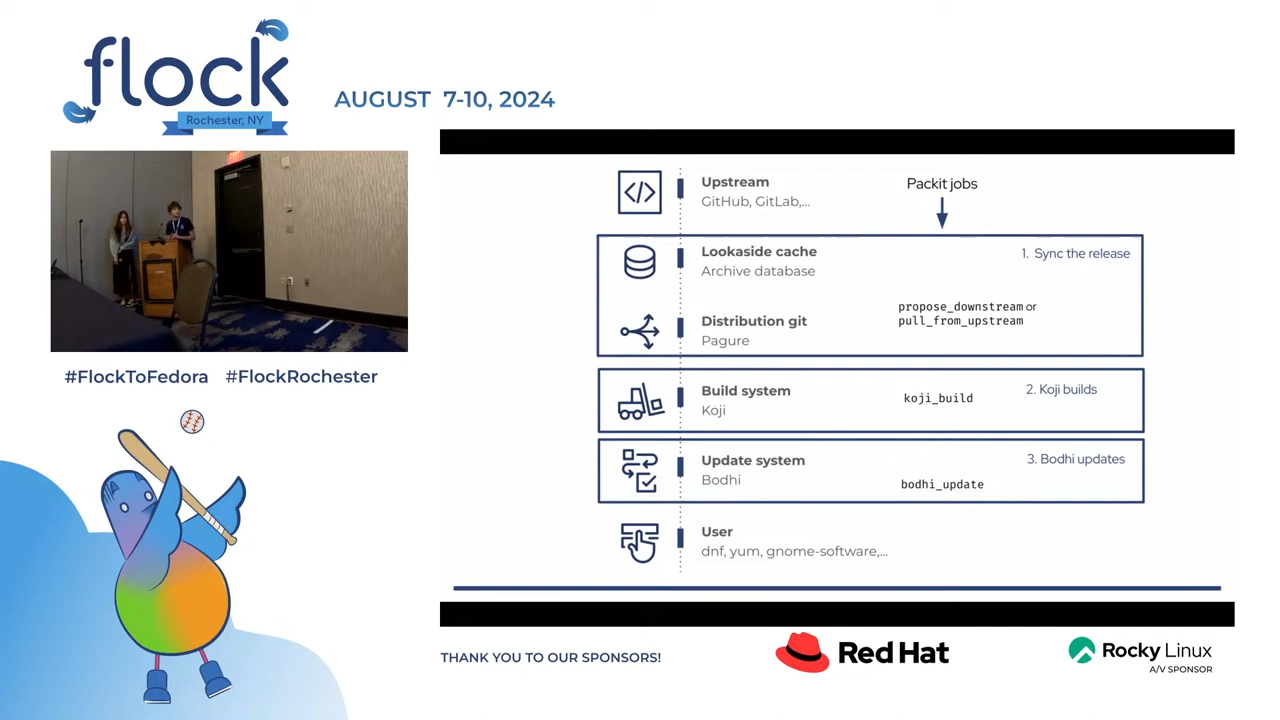 flock
Rochester, NY
AUGUST 7-10, 2024
EXIT
#FlockToFedora #FlockRochester
Upstream
GitHub, GitLab,...
Packit jobs
Lookaside cache
Archive database
1. Sync the release
Distribution git
Pagure
propose_downstream or
pull_from_upstream
Build system
Koji
koji_build
2. Koji builds
Update system
Bodhi
bodhi_update
3. Bodhi updates
User
dnf, yum, gnome-software,...
THANK YOU TO OUR SPONSORS!
Red Hat
Rocky Linux
A/V SPONSOR